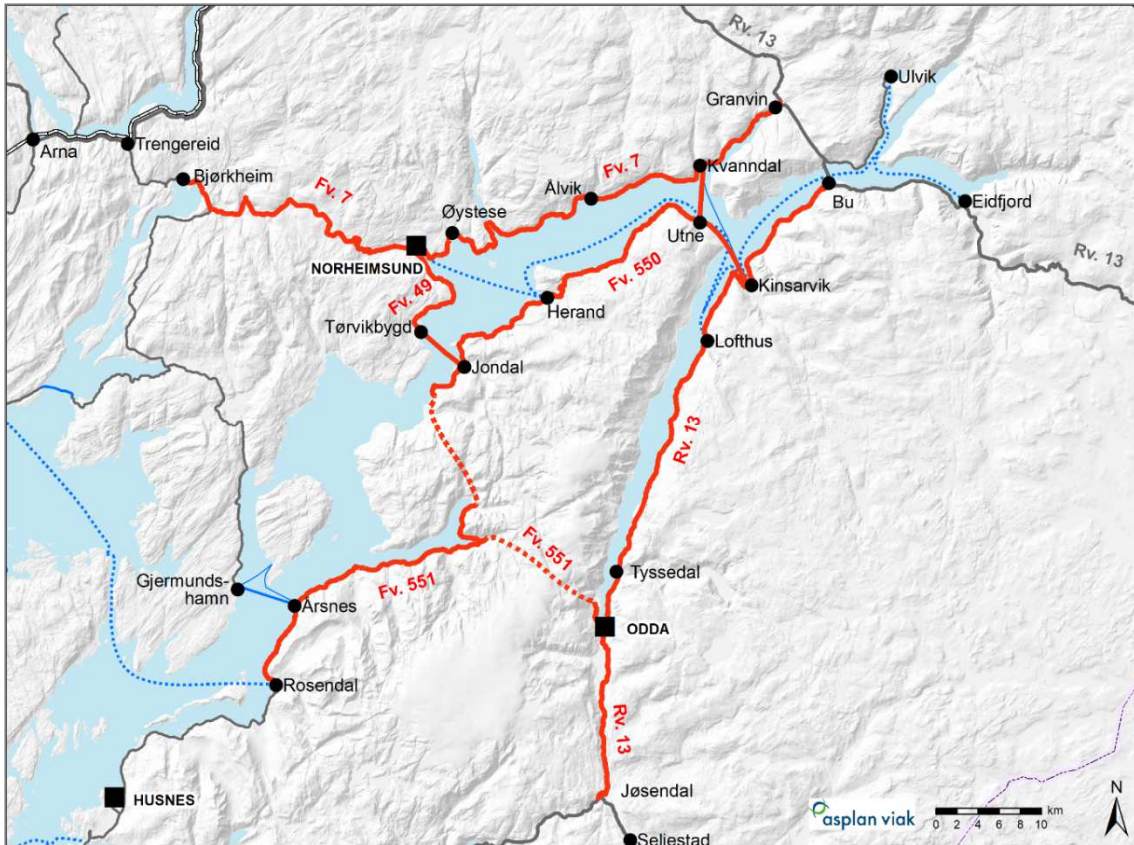 Rv. 13
Ulvik
Granvin
Arna
Trengereid
Bjørkheim
Kvanndal
Fv. 7
Fv. 7
Ålvik
Bu
Eidfjord
Øystese
Utne
NORHEIMSUND
Fv. 550
Rv. 13
Fv. 49
Kinsarvik
Herand
Tørvikbygd
Lofthus
Jondal
Rv. 13
Fv. 551
Gjermunds-
hamn
Fv. 551
Tyssedal
Årsnes
ODDA
Rosendal
Rv. 13
Jøsendal
HUSNES
asplan viak
km
0 2 4 6 8 10
N
Seljestad